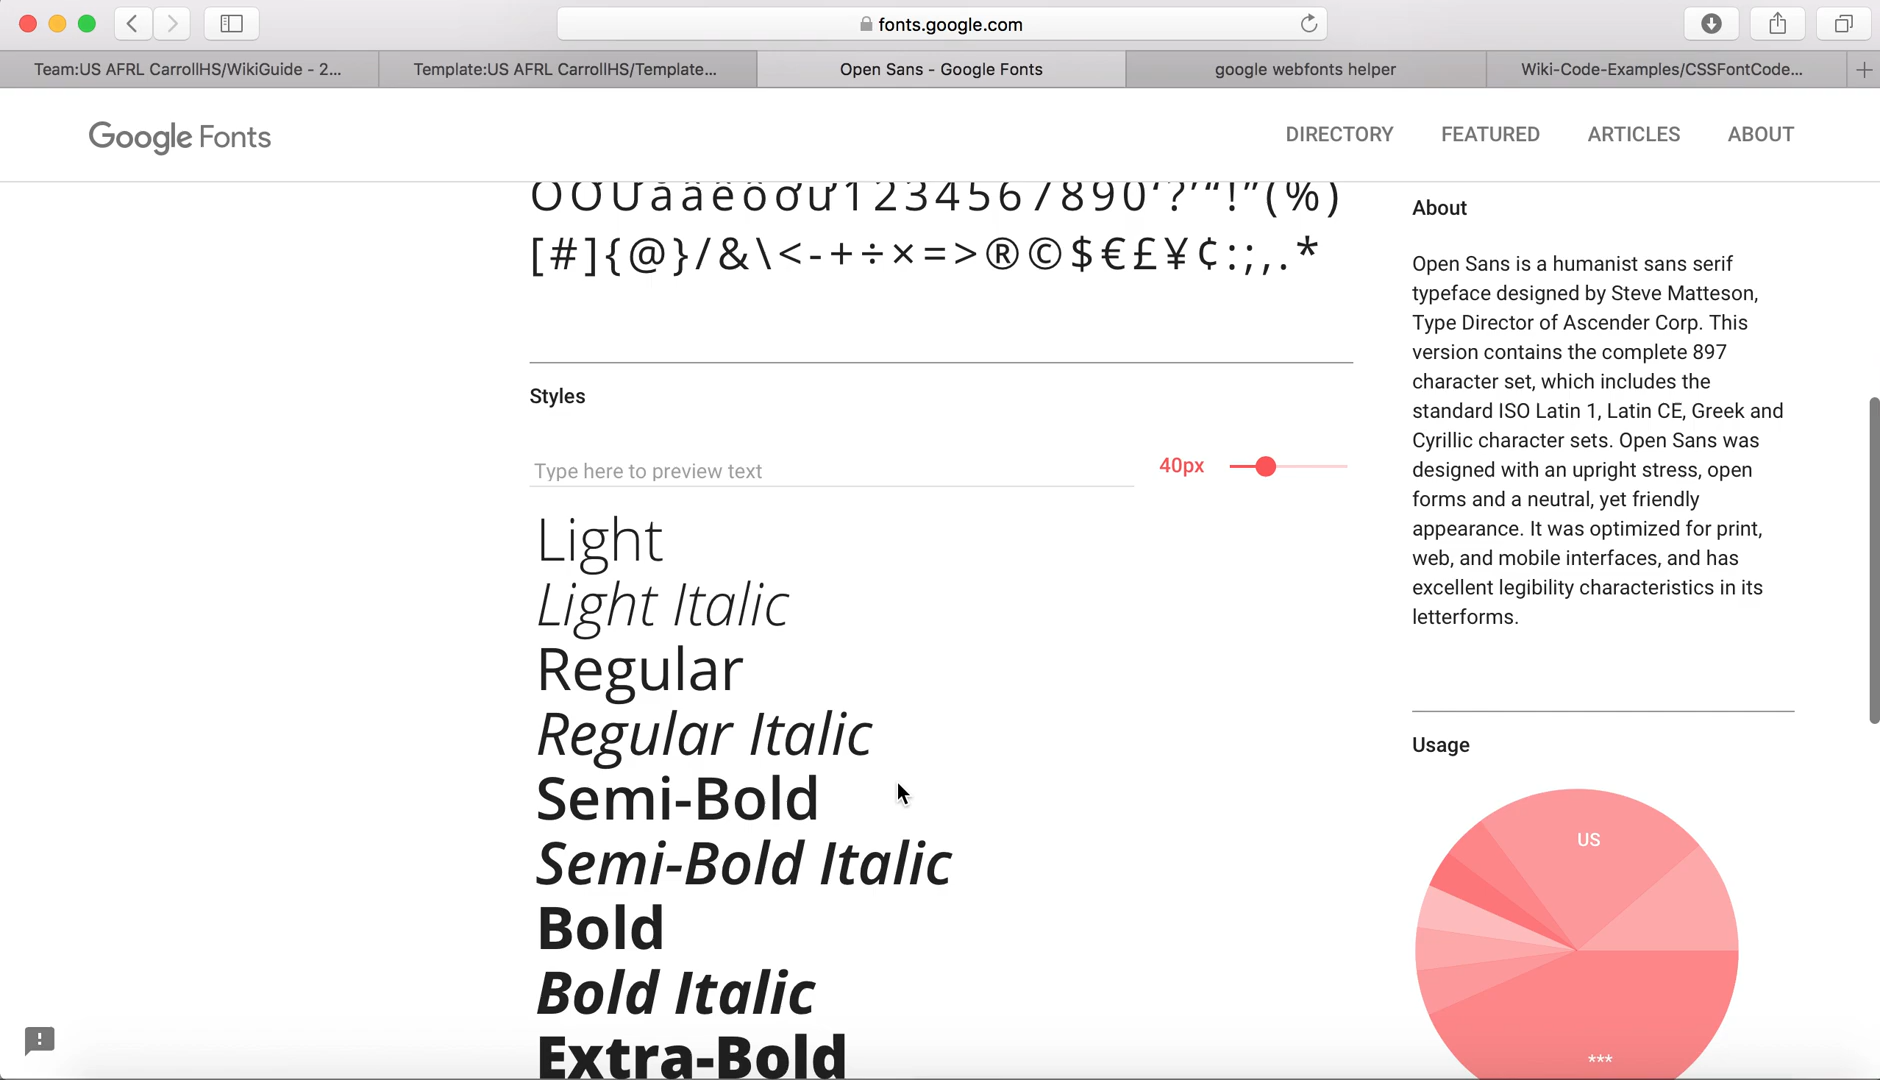 fonts.google.com
Team:US AFRL CarrollHS/WikiGuide - 2...
Template:US AFRL CarrollHS/Template...
Open Sans - Google Fonts
google webfonts helper
Wiki-Code-Examples/CSSFontCode...
Google Fonts
DIRECTORY
FEATURED
ARTICLES
ABOUT
ÔƠƯăâêôơư1234567890‘?’“!”(%)
[#]{@}/&\<-+÷×=>®©$€£¥¢:;,.*
Styles
Type here to preview text
40px
Light
Light Italic
Regular
Regular Italic
Semi-Bold
Semi-Bold Italic
Bold
Bold Italic
Extra-Bold
About
Open Sans is a humanist sans serif
typeface designed by Steve Matteson,
Type Director of Ascender Corp. This
version contains the complete 897
character set, which includes the
standard ISO Latin 1, Latin CE, Greek and
Cyrillic character sets. Open Sans was
designed with an upright stress, open
forms and a neutral, yet friendly
appearance. It was optimized for print,
web, and mobile interfaces, and has
excellent legibility characteristics in its
letterforms.
Usage
US
***